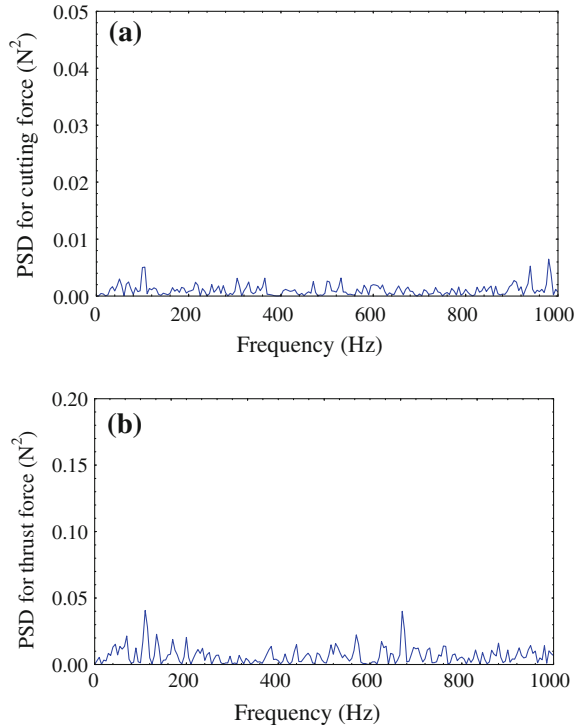 (a)
PSD for cutting force (N²)
0.05
0.04
0.03
0.02
0.01
0.00
0 200 400 600 800 1000
Frequency (Hz)
(b)
PSD for thrust force (N²)
0.20
0.15
0.10
0.05
0.00
0 200 400 600 800 1000
Frequency (Hz)